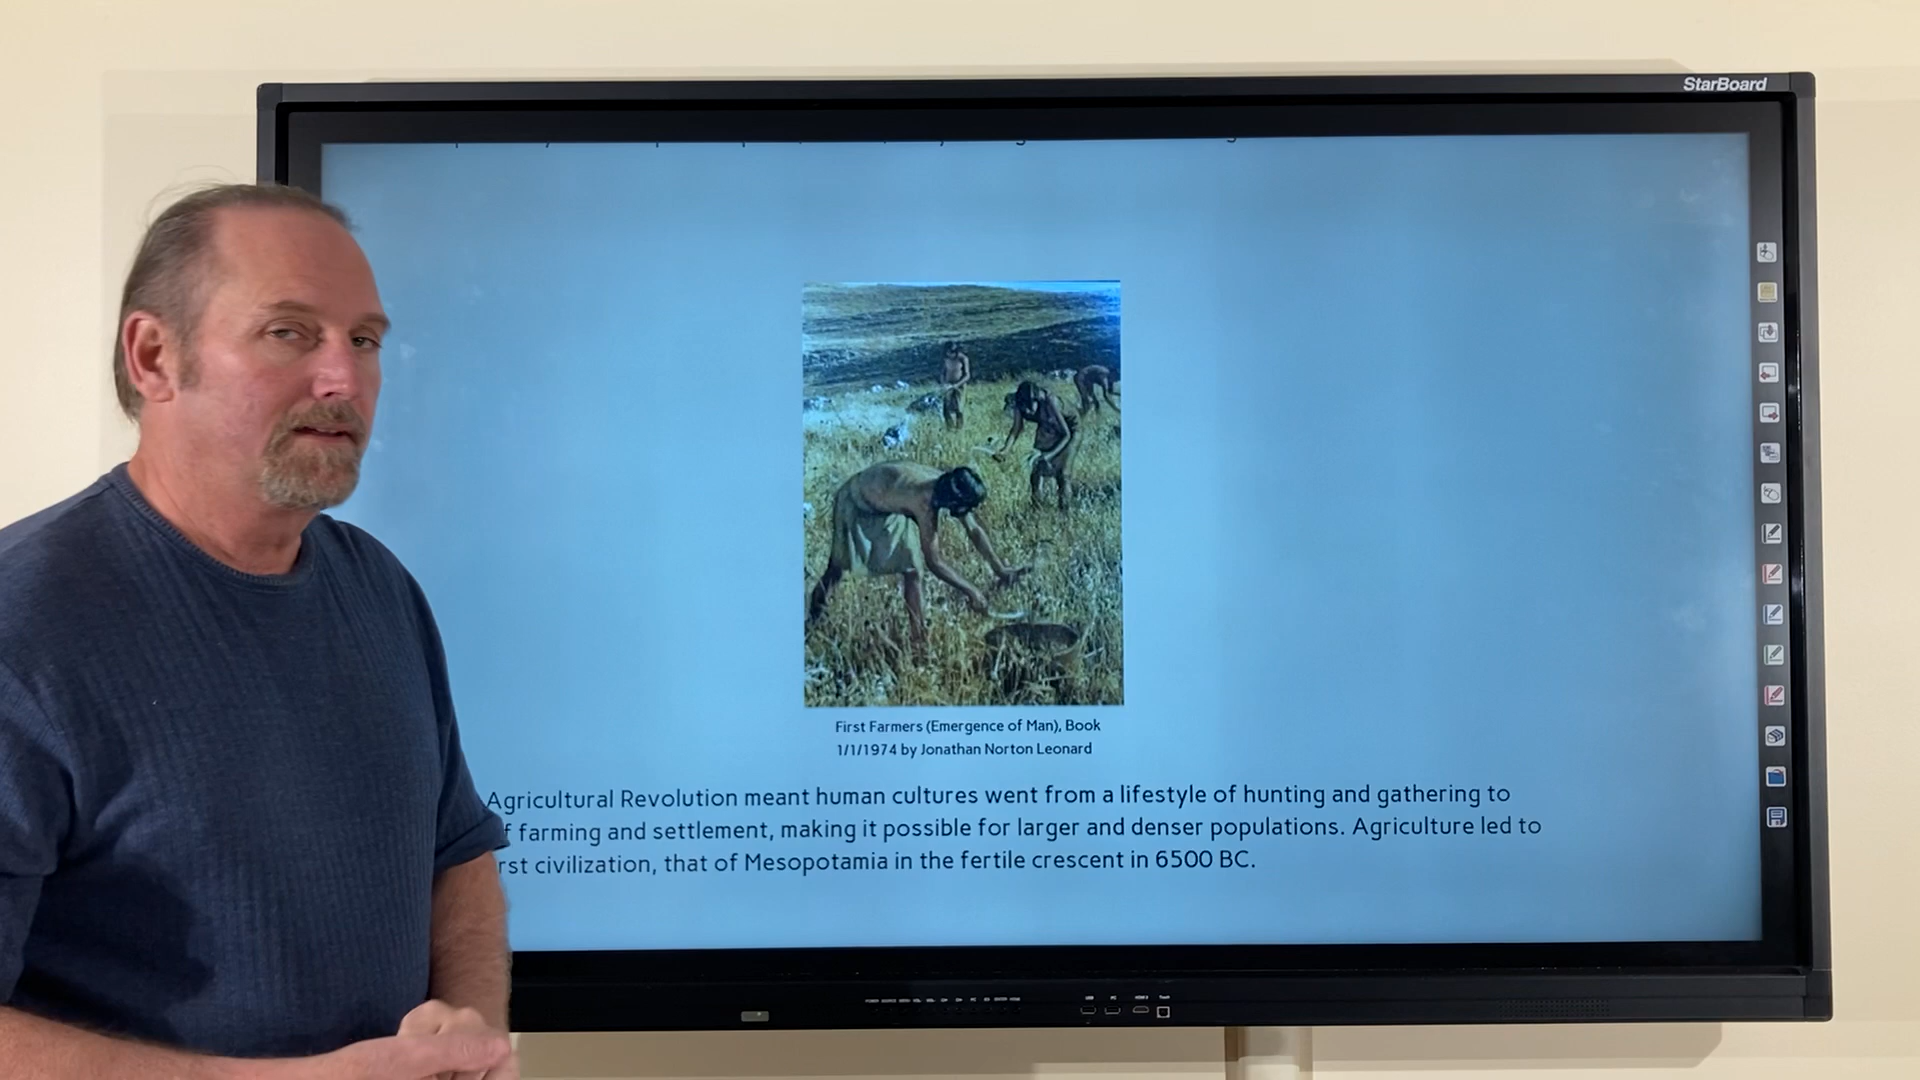 StarBoard
First Farmers (Emergence of Man), Book
1/1/1974 by Jonathan Norton Leonard
Agricultural Revolution meant human cultures went from a lifestyle of hunting and gathering to
f farming and settlement, making it possible for larger and denser populations. Agriculture led to
rst civilization, that of Mesopotamia in the fertile crescent in 6500 BC.